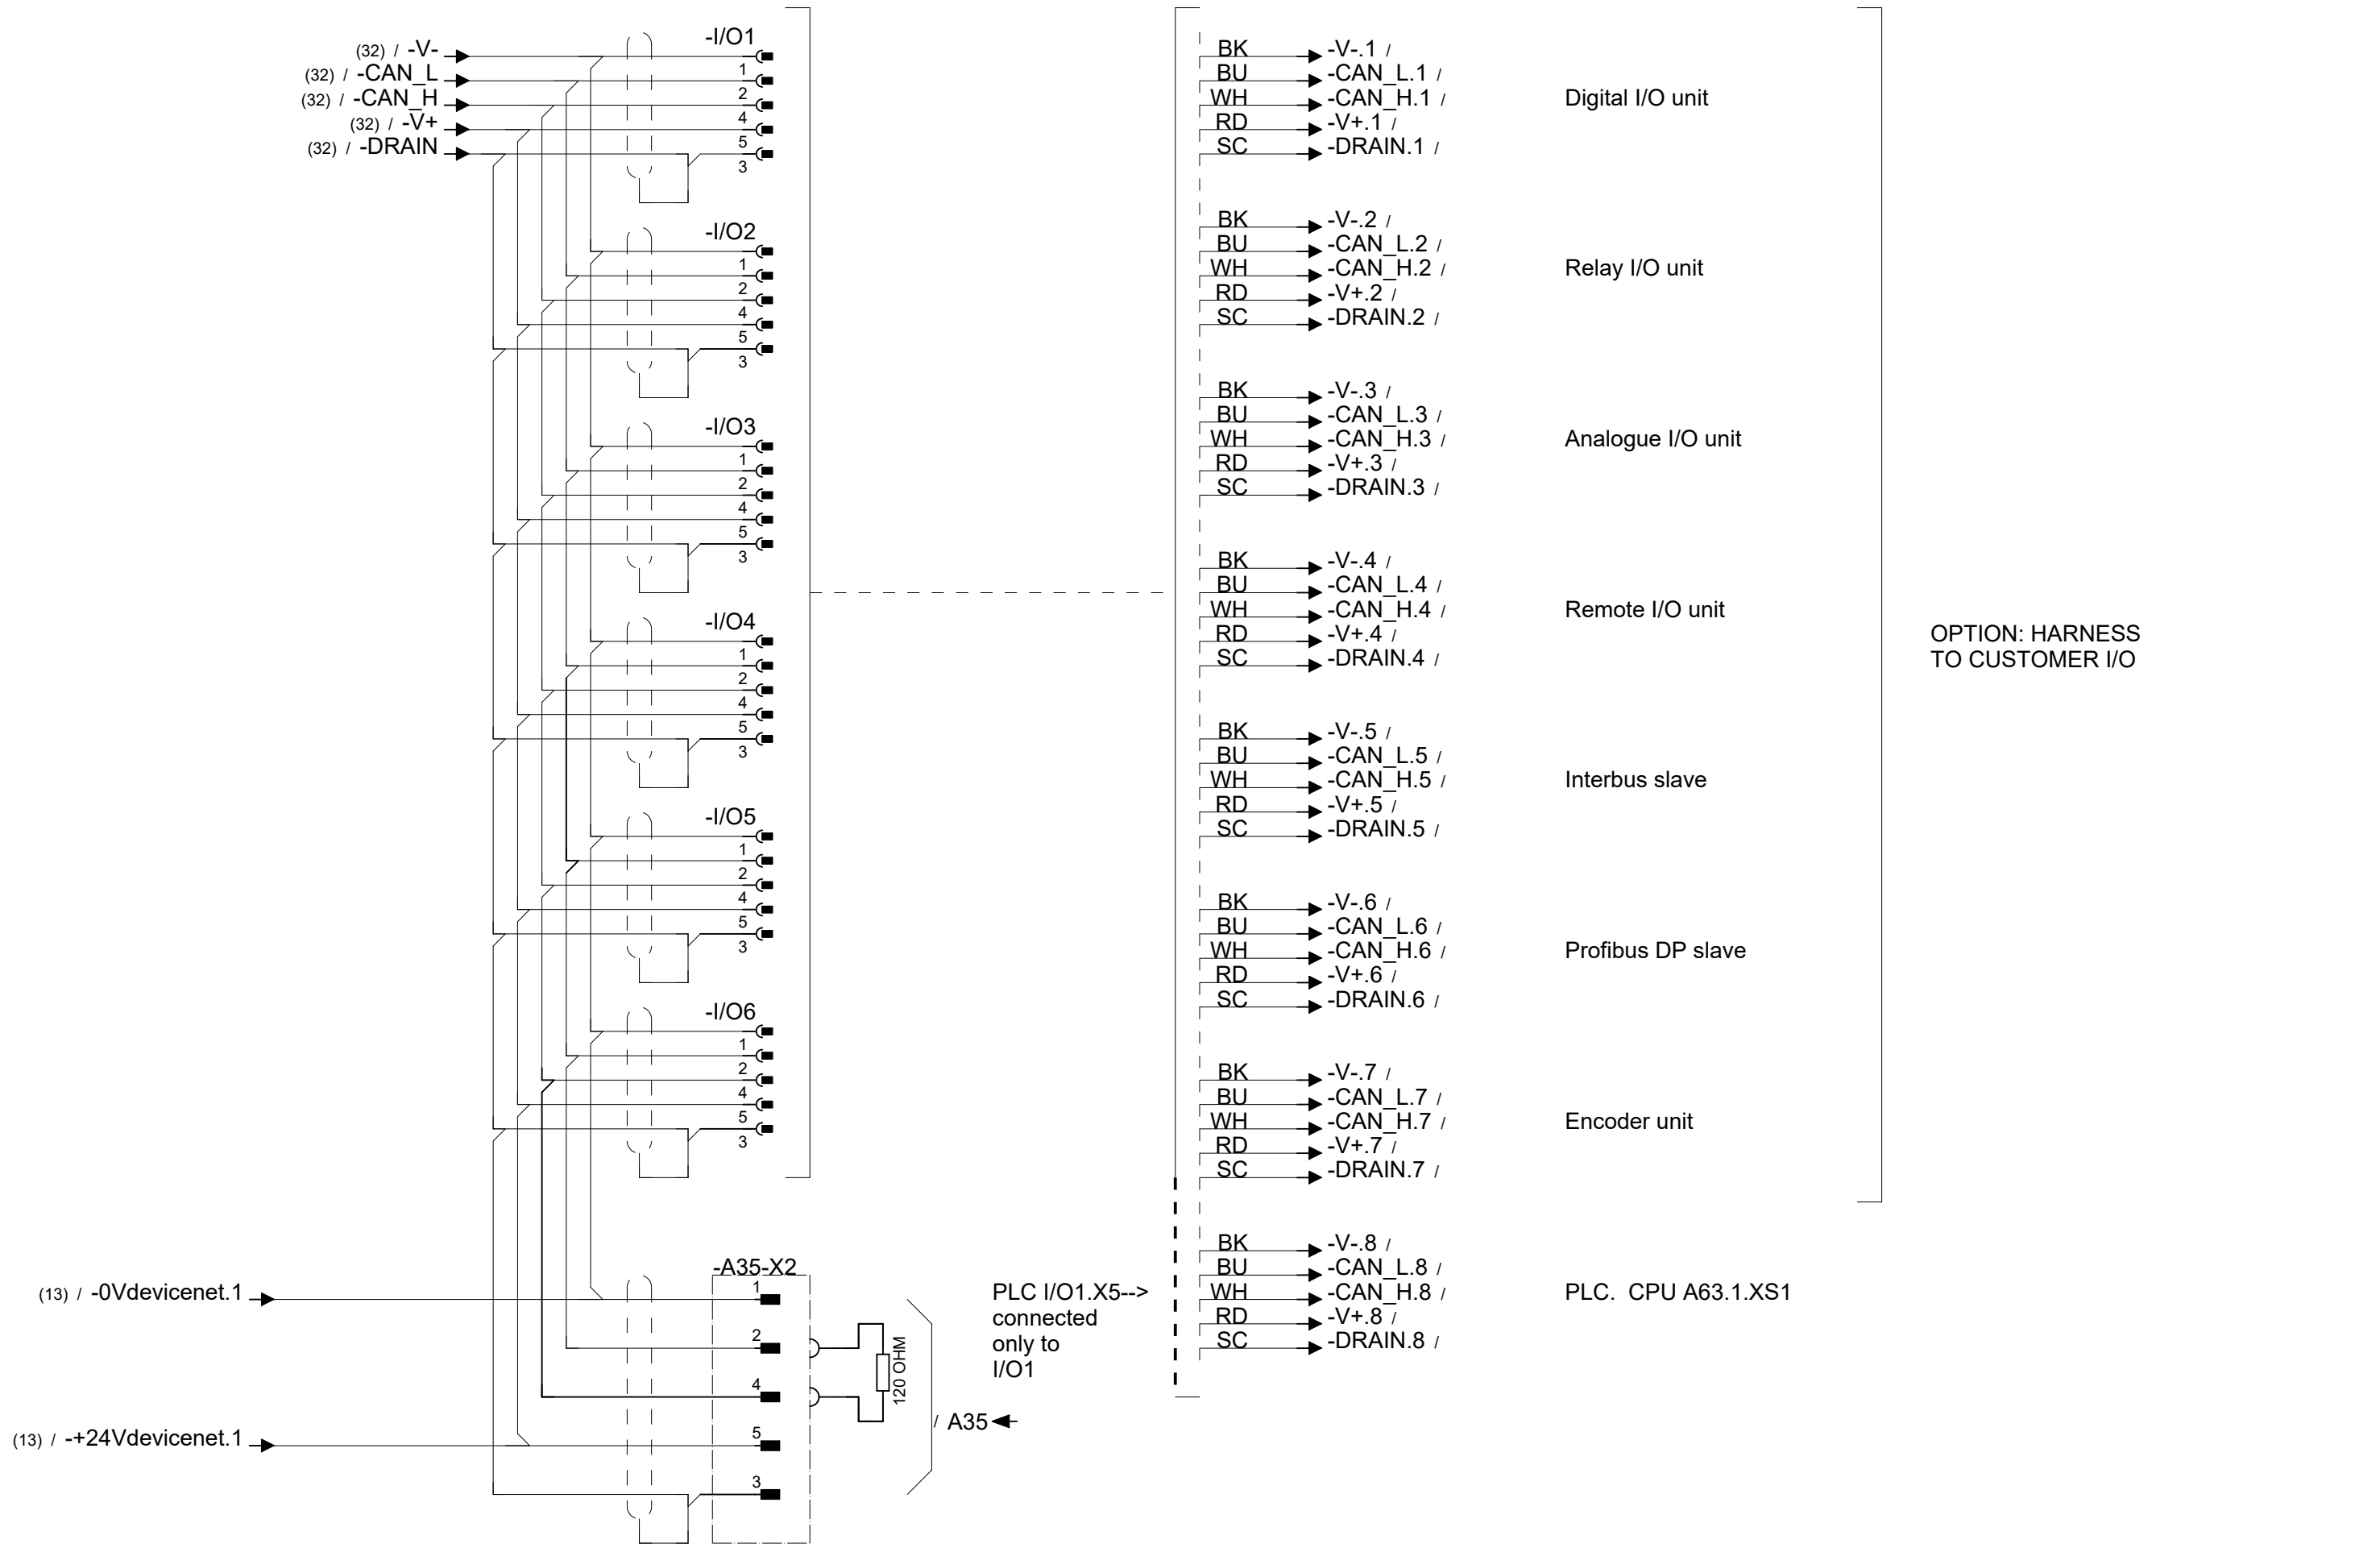 (32) / -V-
(32) / -CAN_L
(32) / -CAN_H
(32) / -V+
(32) / -DRAIN
-I/O1
1
2
4
5
3
-I/O2
1
2
4
5
3
-I/O3
1
2
4
5
3
-I/O4
1
2
4
5
3
-I/O5
1
2
4
5
3
-I/O6
1
2
4
5
3
(13) / -0Vdevicenet.1
(13) / -+24Vdevicenet.1
-A35-X2
1
2
4
5
3
120 OHM
/ A35
PLC I/O1.X5-->
connected
only to
I/O1
BK -V-.1 /
BU -CAN_L.1 /
WH -CAN_H.1 /
RD -V+.1 /
SC -DRAIN.1 /
Digital I/O unit
BK -V-.2 /
BU -CAN_L.2 /
WH -CAN_H.2 /
RD -V+.2 /
SC -DRAIN.2 /
Relay I/O unit
BK -V-.3 /
BU -CAN_L.3 /
WH -CAN_H.3 /
RD -V+.3 /
SC -DRAIN.3 /
Analogue I/O unit
BK -V-.4 /
BU -CAN_L.4 /
WH -CAN_H.4 /
RD -V+.4 /
SC -DRAIN.4 /
Remote I/O unit
BK -V-.5 /
BU -CAN_L.5 /
WH -CAN_H.5 /
RD -V+.5 /
SC -DRAIN.5 /
Interbus slave
BK -V-.6 /
BU -CAN_L.6 /
WH -CAN_H.6 /
RD -V+.6 /
SC -DRAIN.6 /
Profibus DP slave
BK -V-.7 /
BU -CAN_L.7 /
WH -CAN_H.7 /
RD -V+.7 /
SC -DRAIN.7 /
Encoder unit
BK -V-.8 /
BU -CAN_L.8 /
WH -CAN_H.8 /
RD -V+.8 /
SC -DRAIN.8 /
PLC. CPU A63.1.XS1
OPTION: HARNESS
TO CUSTOMER I/O